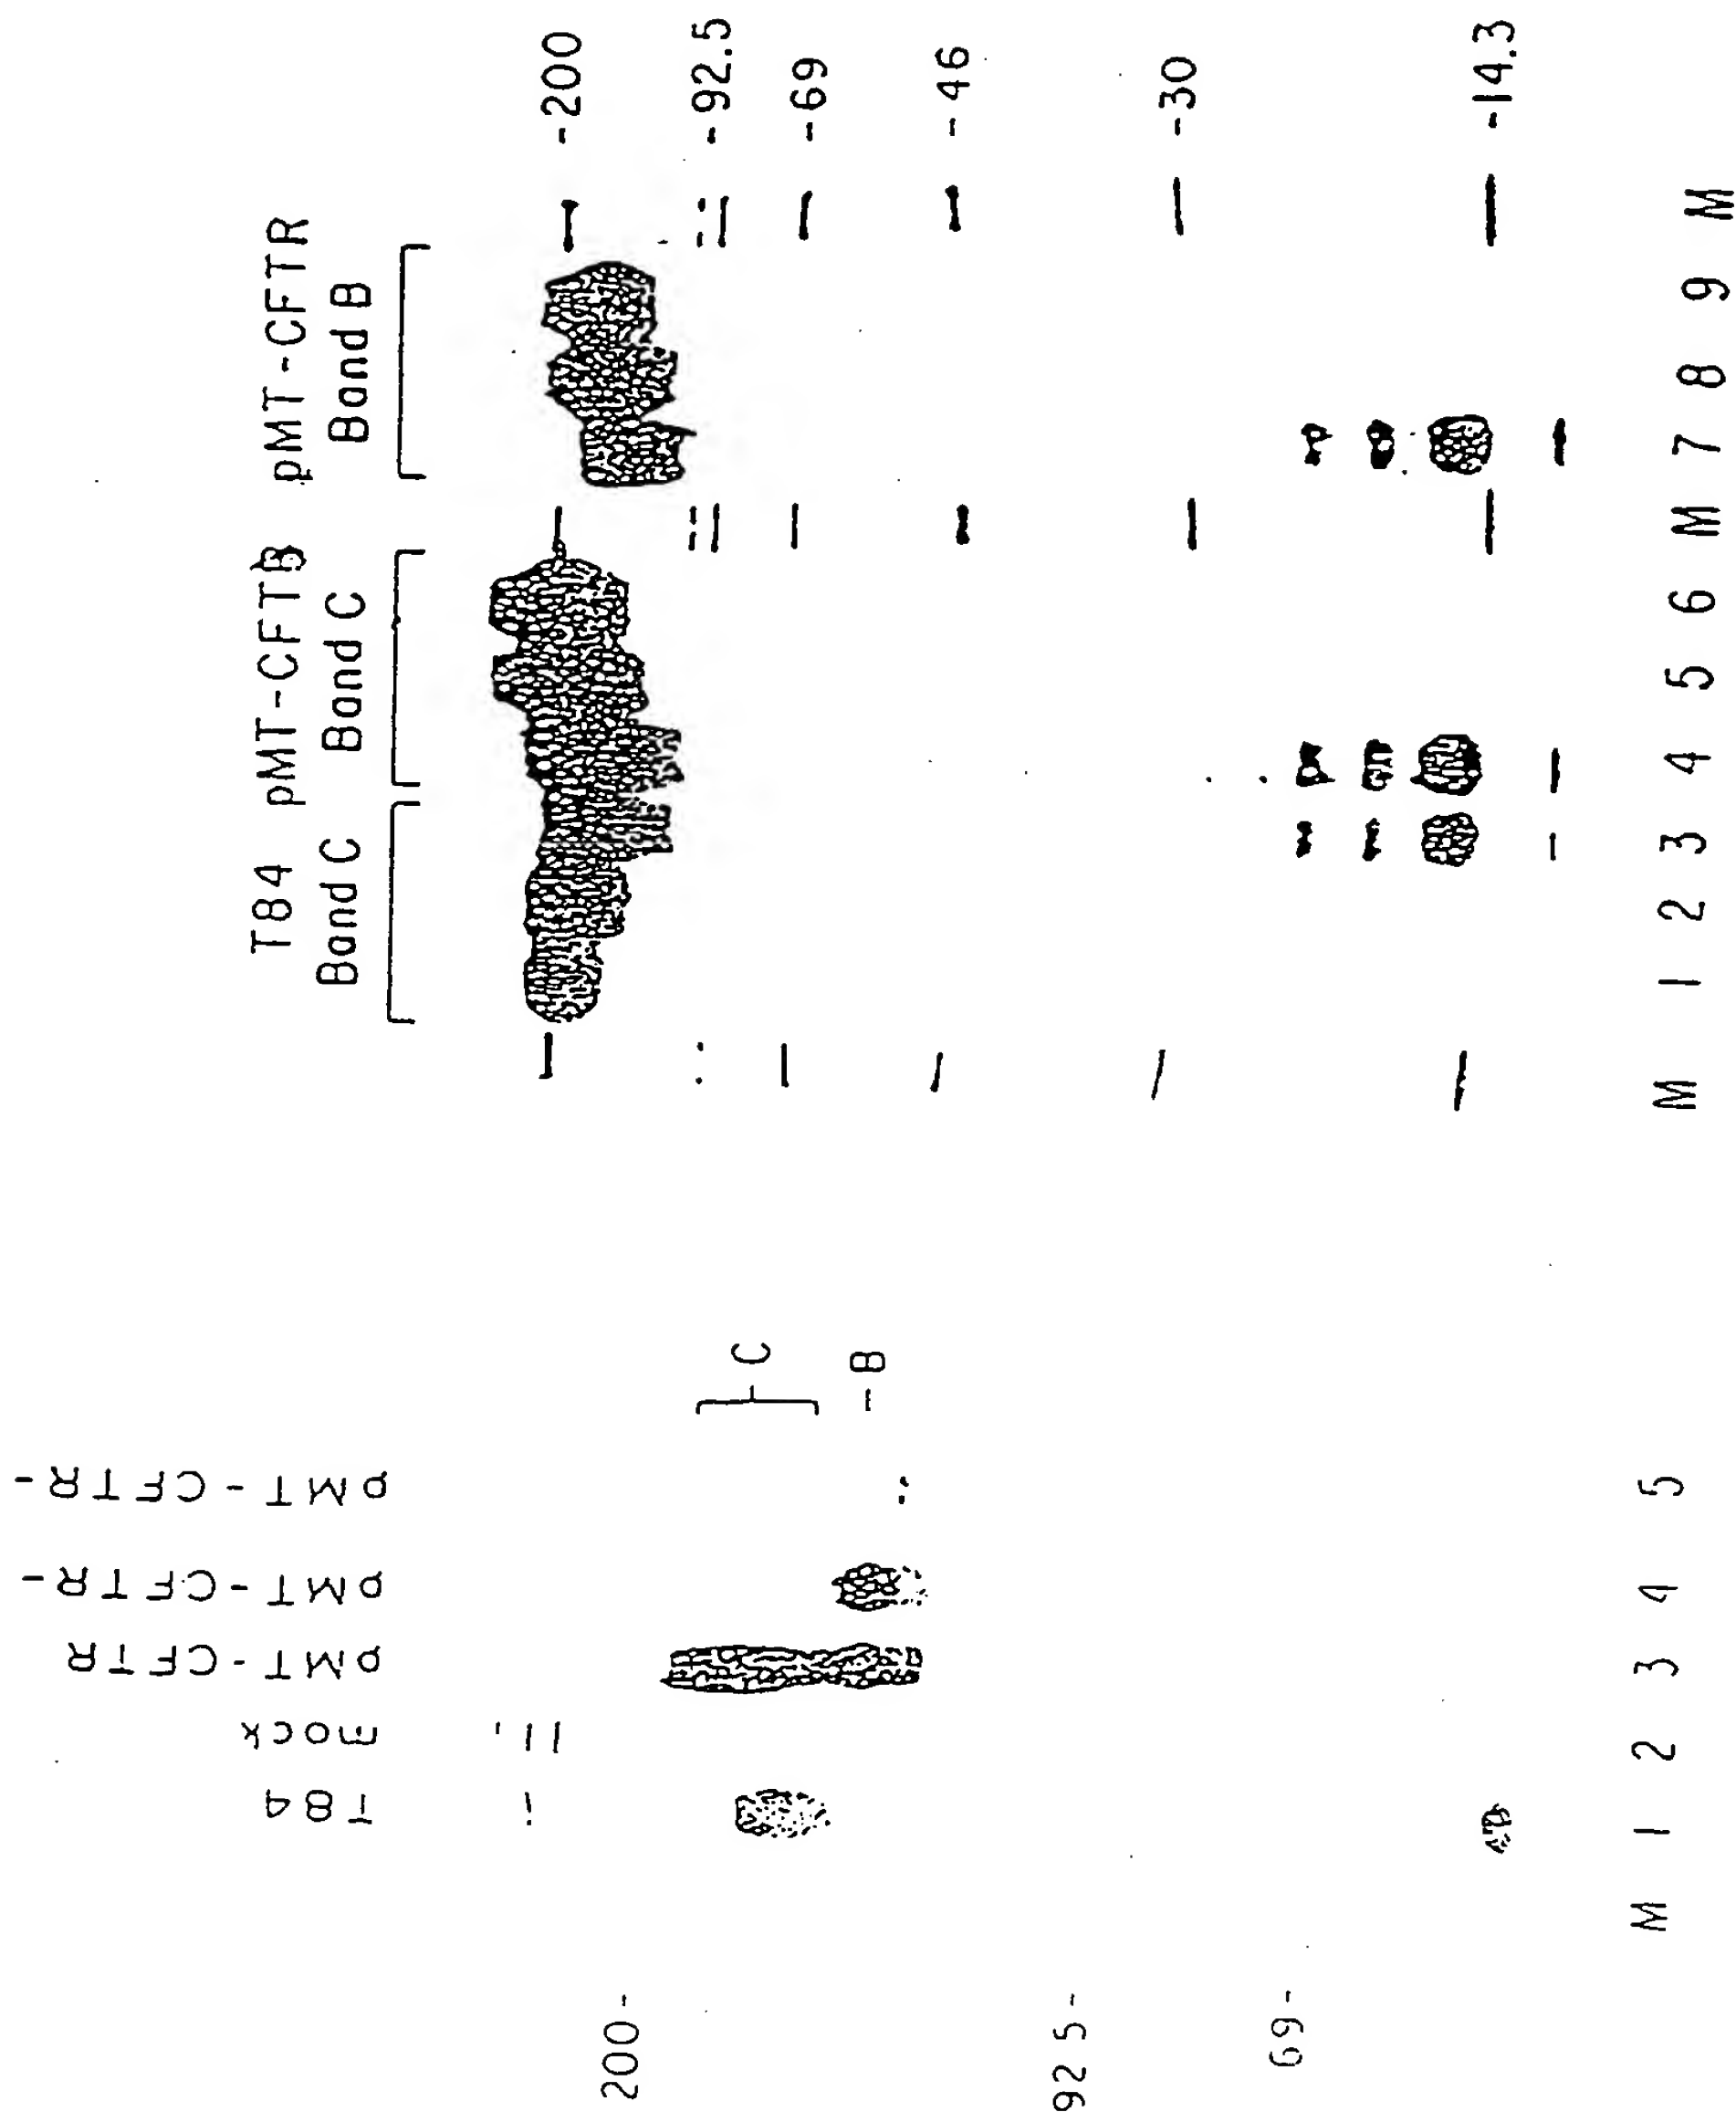 T84
mock
pMT-CFTR
pMT-CFTR-
pMT-CFTR-
200-
92 5-
69-
C
-B
M 1 2 3 4 5
T84 pMT-CFTR pMT-CFTR
Band C Band C Band B
-200
-92.5
-69
-46
-30
-14.3
M 1 2 3 4 5 6 M 7 8 9 M